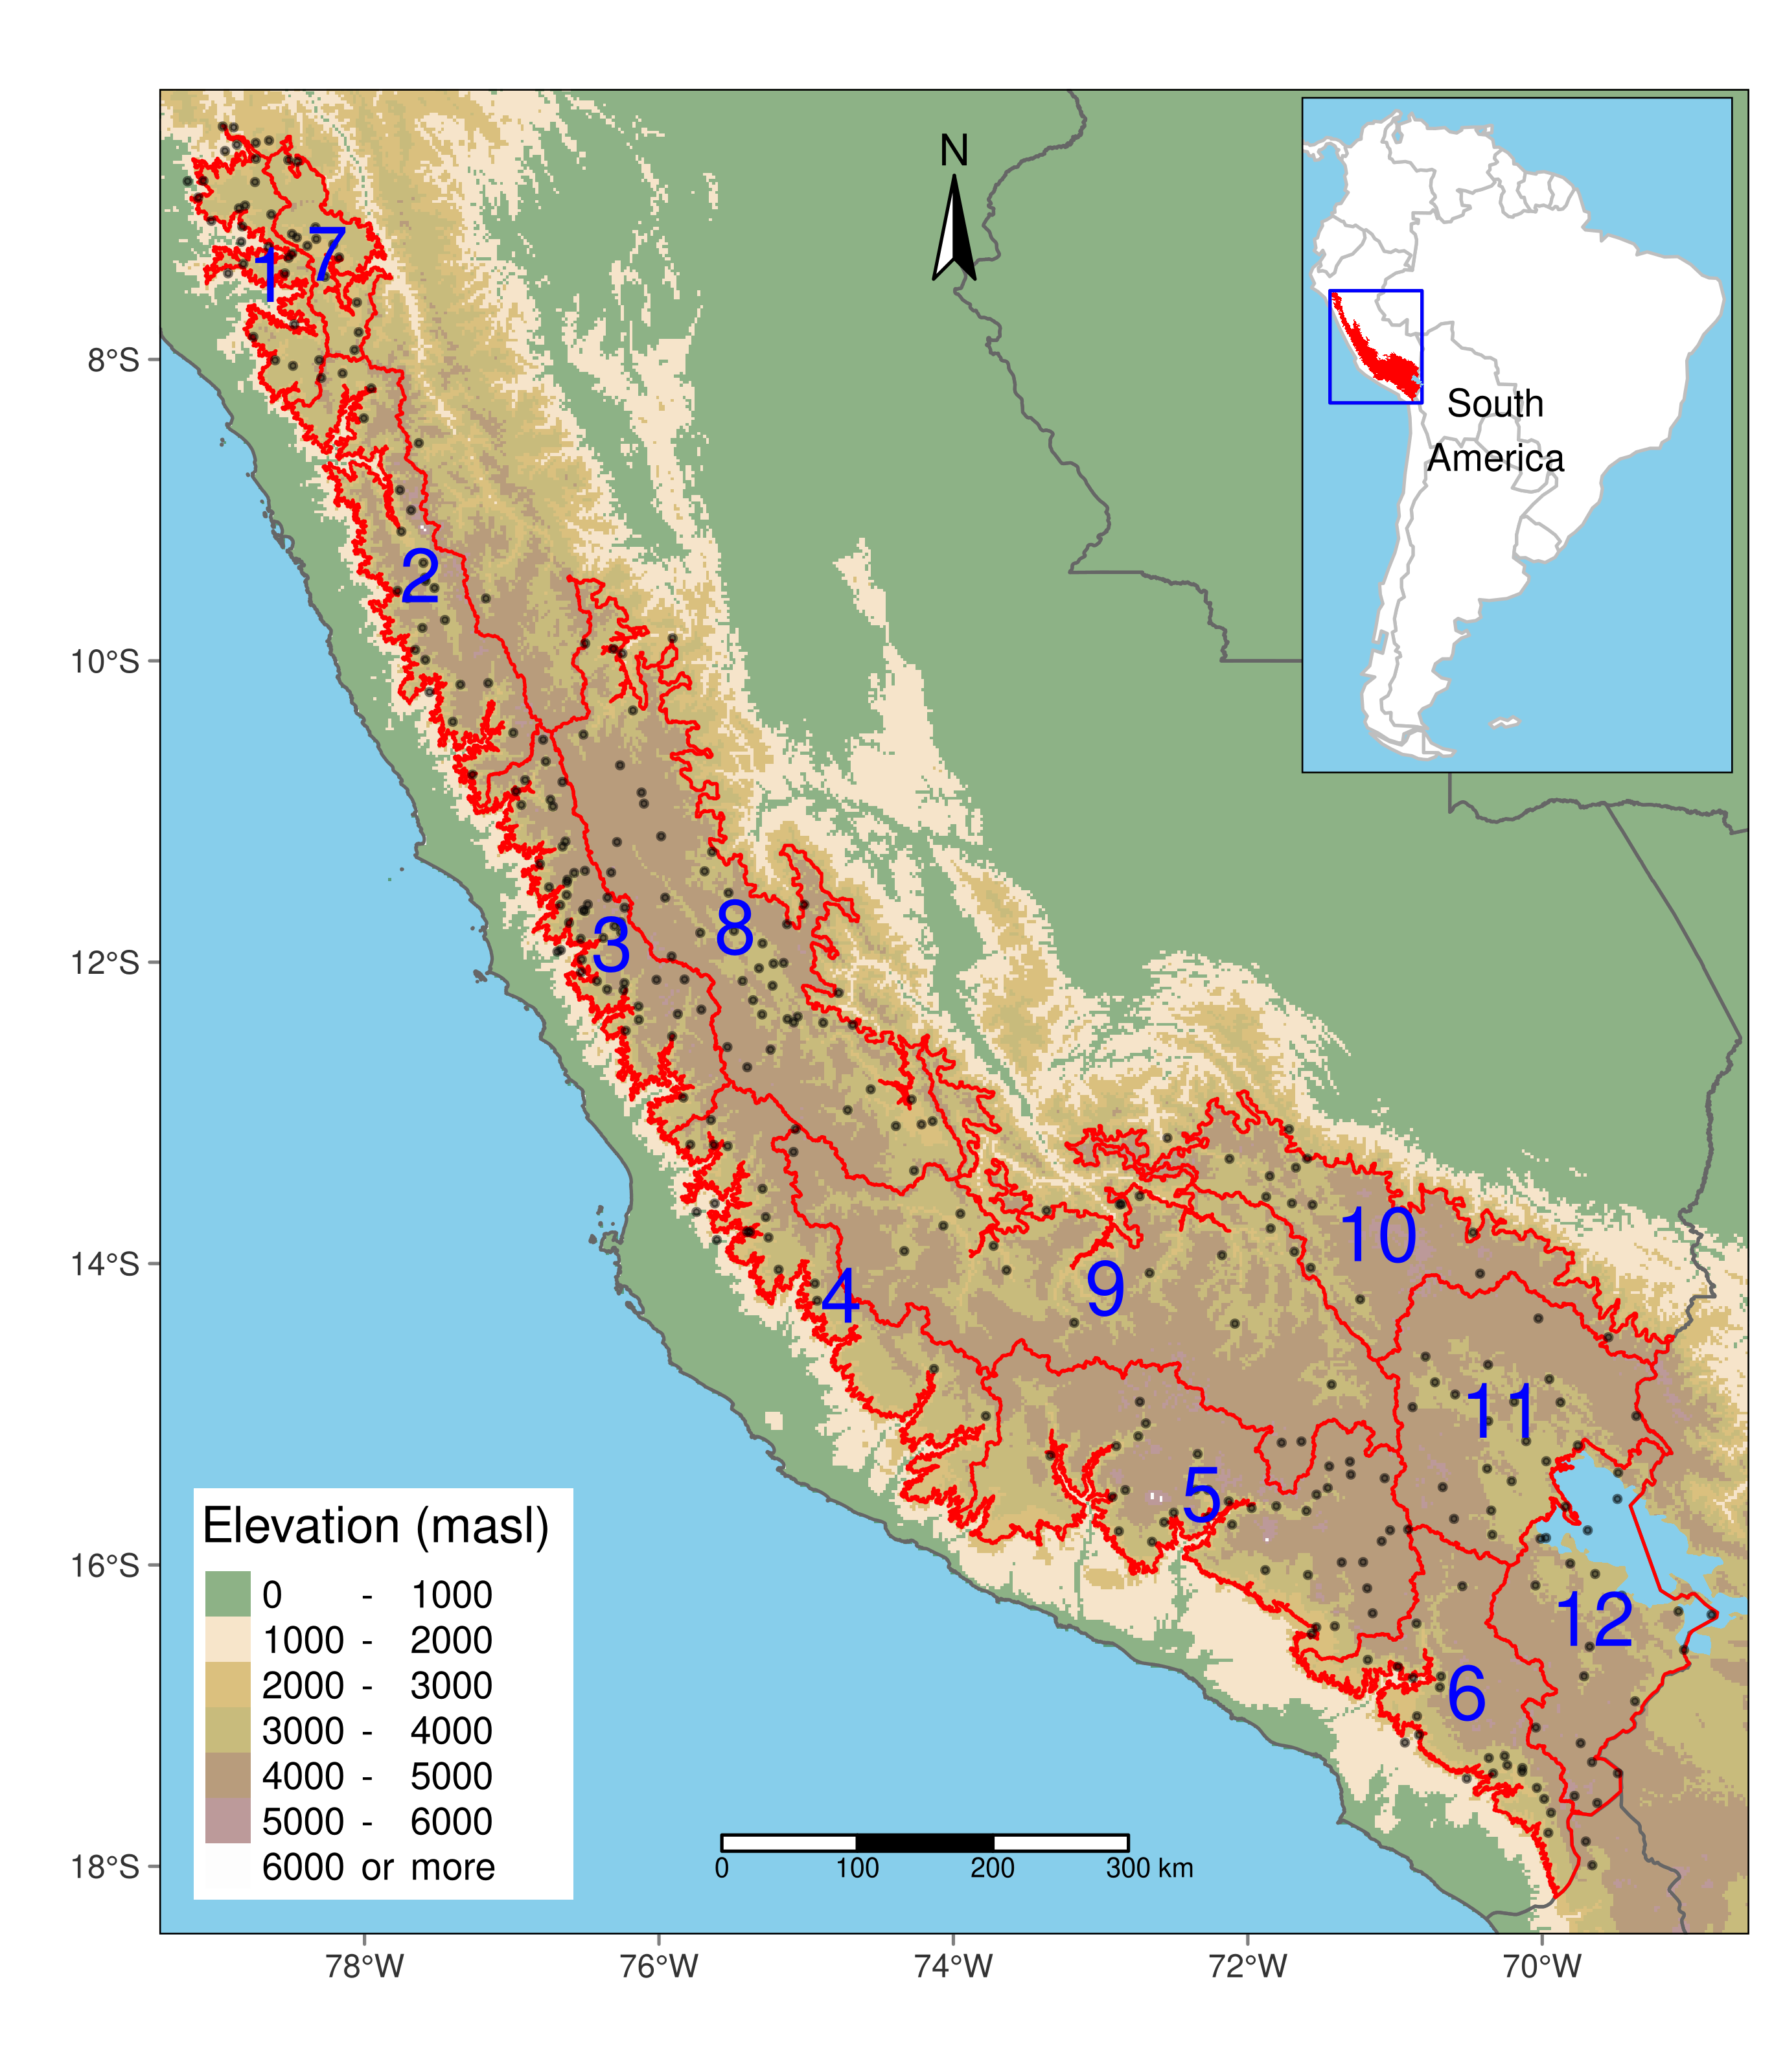 N
South
America
7
1
8°S
2
10°S
8
3
12°S
10
14°S
9
4
11
5
Elevation (masl)
0 - 1000
1000 - 2000
2000 - 3000
3000 - 4000
4000 - 5000
5000 - 6000
6000 or more
16°S
12
6
18°S
0 100 200 300 km
78°W 76°W 74°W 72°W 70°W